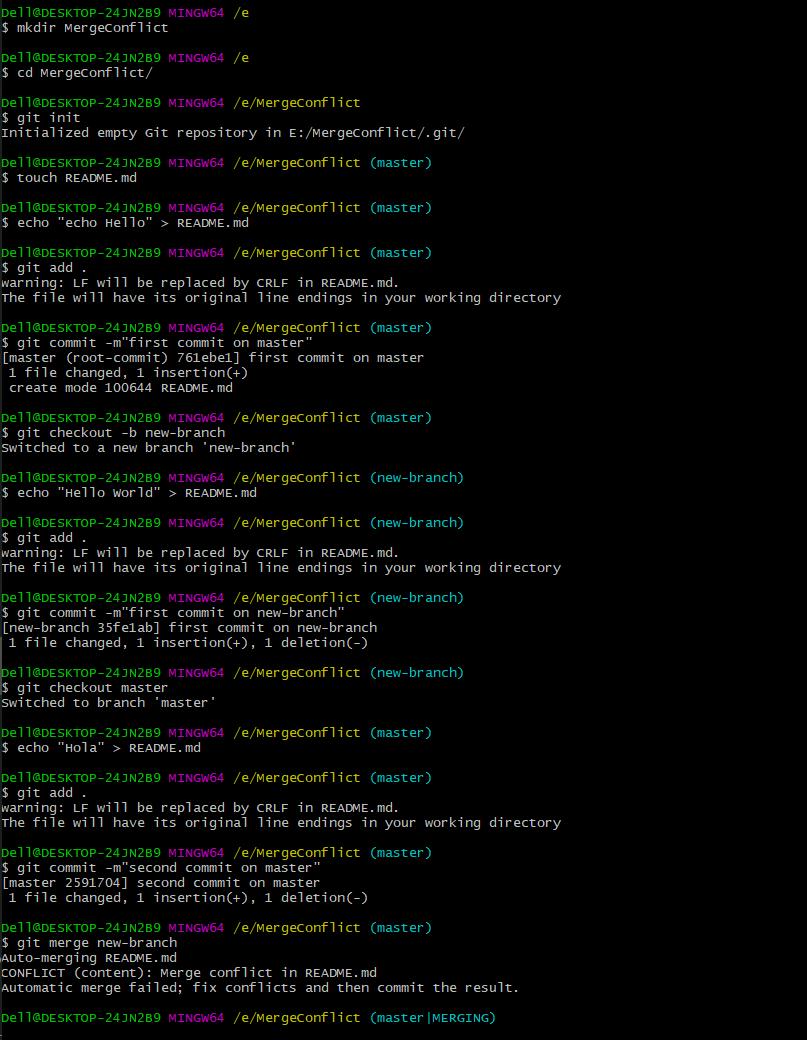 Dell@DESKTOP-24JN2B9 MINGW64 /e
$ mkdir MergeConflict
Dell@DESKTOP-24JN2B9 MINGW64 /e
$ cd MergeConflict/
Dell@DESKTOP-24JN2B9 MINGW64 /e/MergeConflict
$ git init
Initialized empty Git repository in E:/MergeConflict/.git/
Dell@DESKTOP-24JN2B9 MINGW64 /e/MergeConflict (master)
$ touch README.md
Dell@DESKTOP-24JN2B9 MINGW64 /e/MergeConflict (master)
$ echo "echo Hello" > README.md
Dell@DESKTOP-24JN2B9 MINGW64 /e/MergeConflict (master)
$ git add .
warning: LF will be replaced by CRLF in README.md.
The file will have its original line endings in your working directory
Dell@DESKTOP-24JN2B9 MINGW64 /e/MergeConflict (master)
$ git commit -m"first commit on master"
[master (root-commit) 761ebe1] first commit on master
 1 file changed, 1 insertion(+)
 create mode 100644 README.md
Dell@DESKTOP-24JN2B9 MINGW64 /e/MergeConflict (master)
$ git checkout -b new-branch
Switched to a new branch 'new-branch'
Dell@DESKTOP-24JN2B9 MINGW64 /e/MergeConflict (new-branch)
$ echo "Hello World" > README.md
Dell@DESKTOP-24JN2B9 MINGW64 /e/MergeConflict (new-branch)
$ git add .
warning: LF will be replaced by CRLF in README.md.
The file will have its original line endings in your working directory
Dell@DESKTOP-24JN2B9 MINGW64 /e/MergeConflict (new-branch)
$ git commit -m"first commit on new-branch"
[new-branch 35fe1ab] first commit on new-branch
 1 file changed, 1 insertion(+), 1 deletion(-)
Dell@DESKTOP-24JN2B9 MINGW64 /e/MergeConflict (new-branch)
$ git checkout master
Switched to branch 'master'
Dell@DESKTOP-24JN2B9 MINGW64 /e/MergeConflict (master)
$ echo "Hola" > README.md
Dell@DESKTOP-24JN2B9 MINGW64 /e/MergeConflict (master)
$ git add .
warning: LF will be replaced by CRLF in README.md.
The file will have its original line endings in your working directory
Dell@DESKTOP-24JN2B9 MINGW64 /e/MergeConflict (master)
$ git commit -m"second commit on master"
[master 2591704] second commit on master
 1 file changed, 1 insertion(+), 1 deletion(-)
Dell@DESKTOP-24JN2B9 MINGW64 /e/MergeConflict (master)
$ git merge new-branch
Auto-merging README.md
CONFLICT (content): Merge conflict in README.md
Automatic merge failed; fix conflicts and then commit the result.
Dell@DESKTOP-24JN2B9 MINGW64 /e/MergeConflict (master|MERGING)